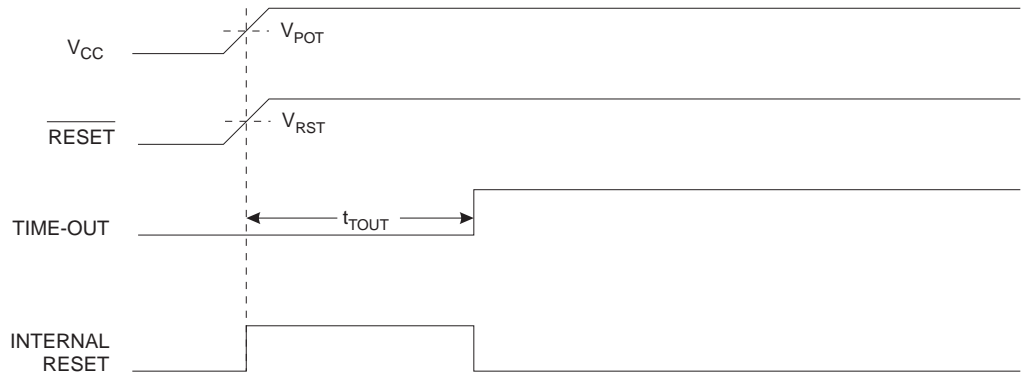 VCC
VPOT
RESET
VRST
TIME-OUT
tTOUT
INTERNAL
RESET